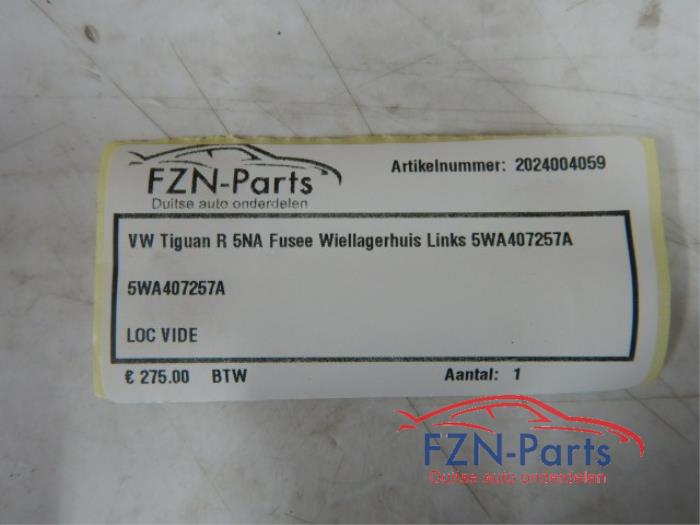 FZN-Parts
Duitse auto onderdelen
Artikelnummer: 2024004059
VW Tiguan R 5NA Fusee Wiellagerhuis Links 5WA407257A
5WA407257A
LOC VIDE
€ 275.00 BTW Aantal: 1
FZN-Parts
Duitse auto onderdelen